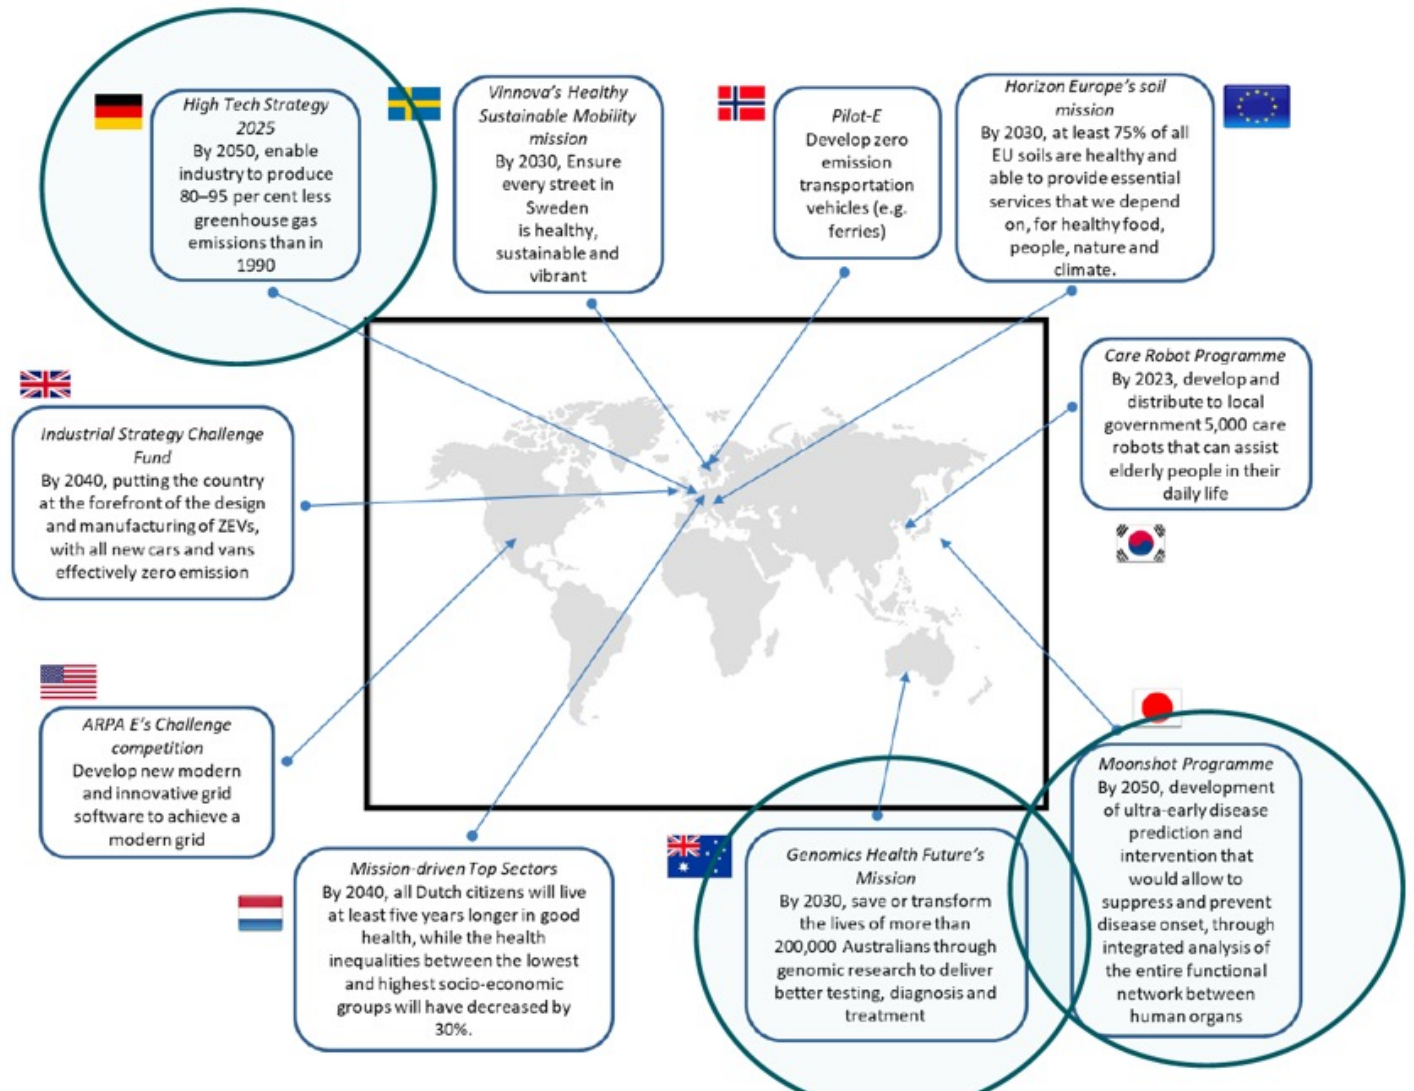 High Tech Strategy
2025
By 2050, enable
industry to produce
80–95 per cent less
greenhouse gas
emissions than in
1990
Vinnova's Healthy
Sustainable Mobility
mission
By 2030, Ensure
every street in
Sweden
is healthy,
sustainable and
vibrant
Pilot-E
Develop zero
emission
transportation
vehicles (e.g.
ferries)
Horizon Europe's soil
mission
By 2030, at least 75% of all
EU soils are healthy and
able to provide essential
services that we depend
on, for healthy food,
people, nature and
climate.
Care Robot Programme
By 2023, develop and
distribute to local
government 5,000 care
robots that can assist
elderly people in their
daily life
Industrial Strategy Challenge
Fund
By 2040, putting the country
at the forefront of the design
and manufacturing of ZEVs,
with all new cars and vans
effectively zero emission
ARPA E's Challenge
competition
Develop new modern
and innovative grid
software to achieve a
modern grid
Mission-driven Top Sectors
By 2040, all Dutch citizens will live
at least five years longer in good
health, while the health
inequalities between the lowest
and highest socio-economic
groups will have decreased by
30%.
Genomics Health Future's
Mission
By 2030, save or transform
the lives of more than
200,000 Australians through
genomic research to deliver
better testing, diagnosis and
treatment
Moonshot Programme
By 2050, development
of ultra-early disease
prediction and
intervention that
would allow to
suppress and prevent
disease onset, through
integrated analysis of
the entire functional
network between
human organs